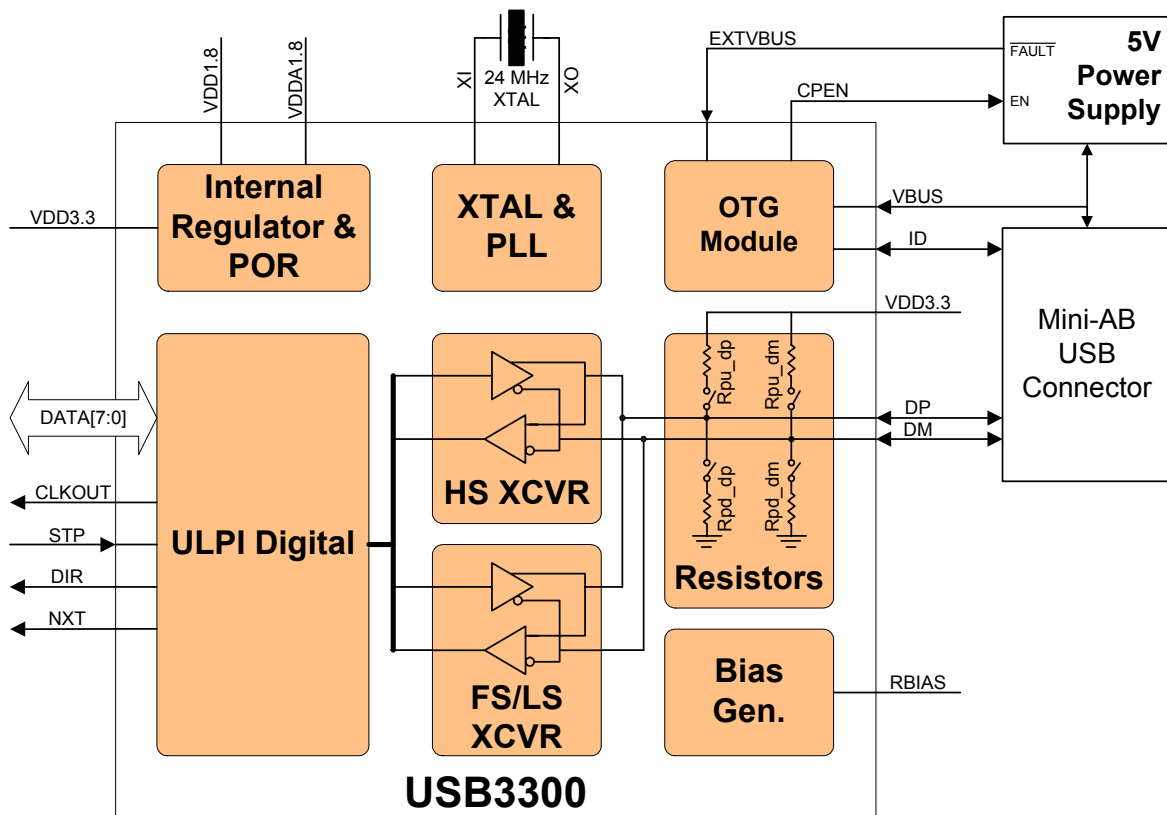 VDD1.8
VDDA1.8
XI
24 MHz
XTAL
XO
EXTVBUS
CPEN
FAULT
EN
5V
Power
Supply
Internal
Regulator &
POR
VDD3.3
XTAL &
PLL
OTG
Module
VBUS
ID
VDD3.3
Mini-AB
USB
Connector
Rpu_dp
Rpu_dm
DP
DM
Rpd_dp
Rpd_dm
Resistors
HS XCVR
DATA[7:0]
CLKOUT
STP
DIR
NXT
ULPI Digital
FS/LS
XCVR
Bias
Gen.
RBIAS
USB3300